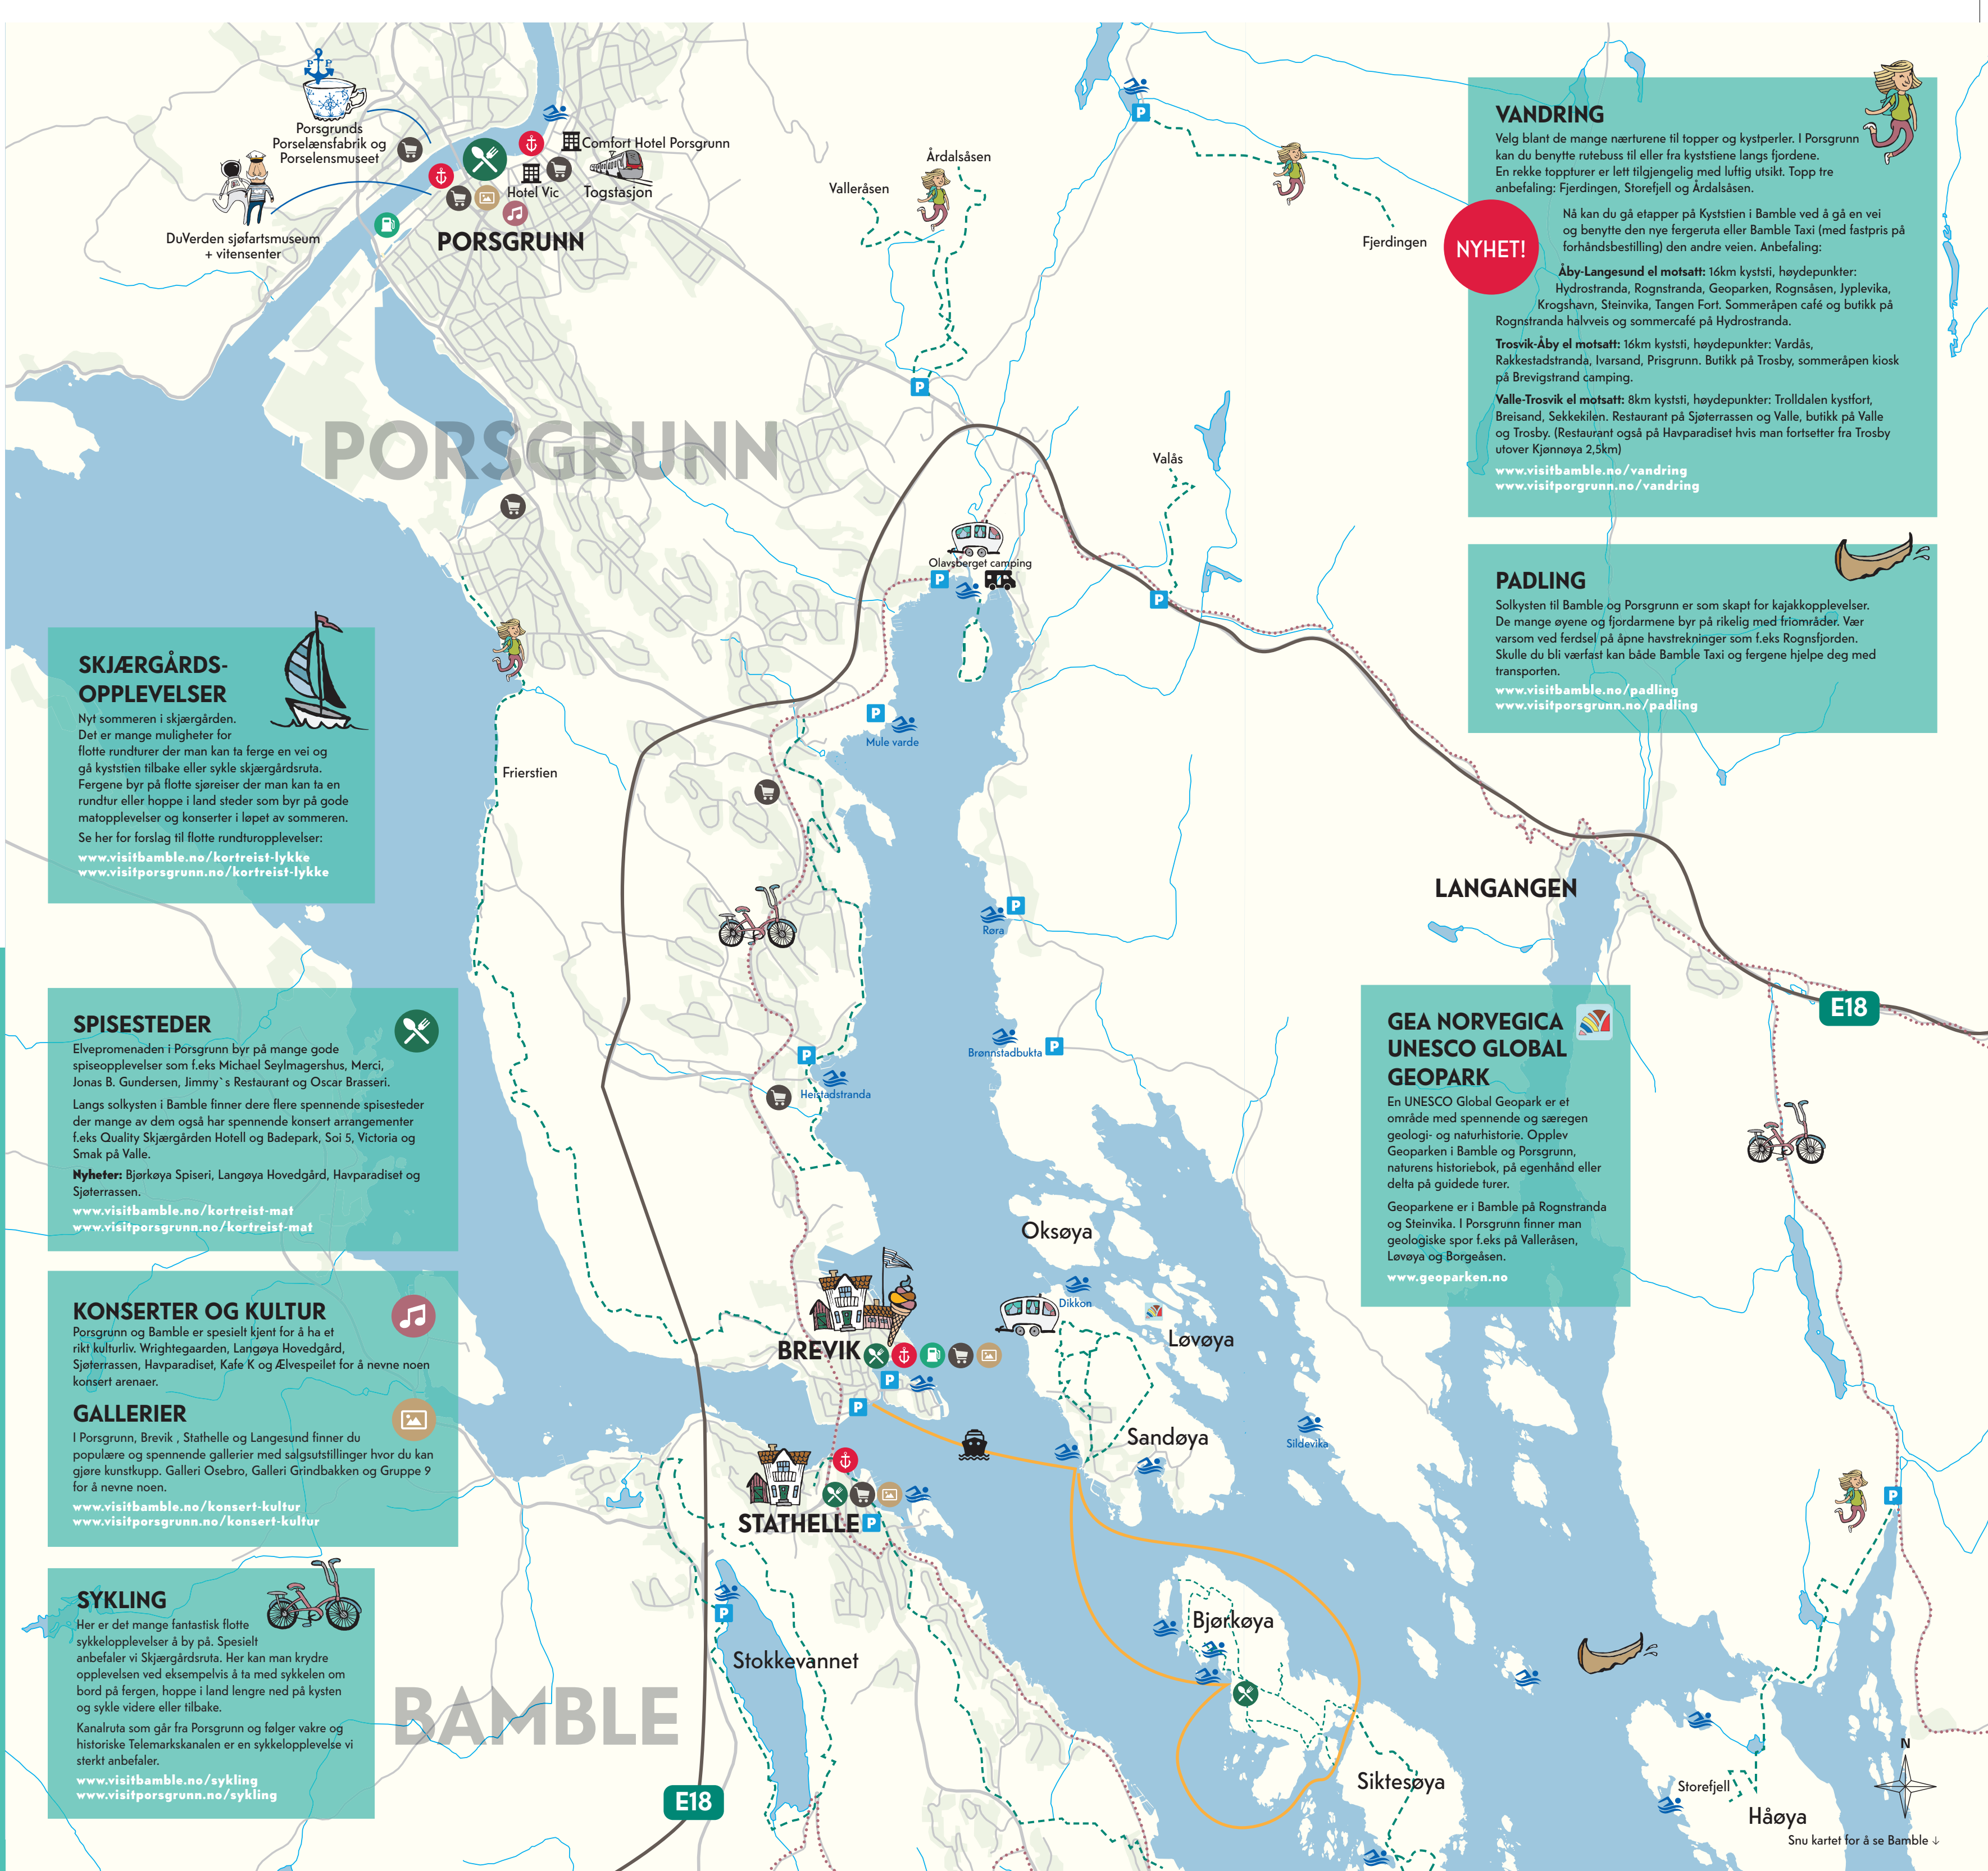 Porsgrunds
Porselænsfabrik og
Porselensmuseet
P P
DuVerden sjøfartsmuseum
+ vitensenter
Comfort Hotel Porsgrunn
Hotel Vic
Togstasjon
PORSGRUNN
Valleråsen
Årdalsåsen
P
Fjerdingen
P
VANDRING
Velg blant de mange nærturene til topper og kystperler. I Porsgrunn
kan du benytte rutebuss til eller fra kyststiene langs fjordene.
En rekke toppturer er lett tilgjengelig med luftig utsikt. Topp tre
anbefaling: Fjerdingen, Storefjell og Årdalsåsen.
NYHET!
Nå kan du gå etapper på Kyststien i Bamble ved å gå en vei
og benytte den nye fergeruta eller Bamble Taxi (med fastpris på
forhåndsbestilling) den andre veien. Anbefaling:
Åby-Langesund el motsatt: 16km kyststi, høydepunkter:
Hydrostranda, Rognstranda, Geoparken, Rognsåsen, Jyplevika,
Krogshavn, Steinvika, Tangen Fort. Sommeråpen café og butikk på
Rognstranda halvveis og sommercafé på Hydrostranda.
Trosvik-Åby el motsatt: 16km kyststi, høydepunkter: Vardås,
Rakkestadstranda, Ivarsand, Prisgrunn. Butikk på Trosby, sommeråpen kiosk
på Brevigstrand camping.
Valle-Trosvik el motsatt: 8km kyststi, høydepunkter: Trolldalen kystfort,
Breisand, Sekkekilen. Restaurant på Sjøterrassen og Valle, butikk på Valle
og Trosby. (Restaurant også på Havparadiset hvis man fortsetter fra Trosby
utover Kjønnøya 2,5km)
www.visitbamble.no/vandring
www.visitporgrunn.no/vandring
PORSGRUNN
Valås
P
Olavsberget camping
P
PADLING
Solkysten til Bamble og Porsgrunn er som skapt for kajakkopplevelser.
De mange øyene og fjordarmene byr på rikelig med friområder. Vær
varsom ved ferdsel på åpne havstrekninger som f.eks Rognsfjorden.
Skulle du bli værfast kan både Bamble Taxi og fergene hjelpe deg med
transporten.
www.visitbamble.no/padling
www.visitporsgrunn.no/padling
SKJÆRGÅRDS-
OPPLEVELSER
Nyt sommeren i skjærgården.
Det er mange muligheter for
flotte rundturer der man kan ta ferge en vei og
gå kyststien tilbake eller sykle skjærgårdsruta.
Fergene byr på flotte sjøreiser der man kan ta en
rundtur eller hoppe i land steder som byr på gode
matopplevelser og konserter i løpet av sommeren.
Se her for forslag til flotte rundturopplevelser:
www.visitbamble.no/kortreist-lykke
www.visitporsgrunn.no/kortreist-lykke
Frierstien
P
Mule varde
P
Røra
LANGANGEN
E18
SPISESTEDER
Elvepromenaden i Porsgrunn byr på mange gode
spiseopplevelser som f.eks Michael Seylmagershus, Merci,
Jonas B. Gundersen, Jimmy`s Restaurant og Oscar Brasseri.
Langs solkysten i Bamble finner dere flere spennende spisesteder
der mange av dem også har spennende konsert arrangementer
f.eks Quality Skjærgården Hotell og Badepark, Soi 5, Victoria og
Smak på Valle.
Nyheter: Bjørkøya Spiseri, Langøya Hovedgård, Havparadiset og
Sjøterrassen.
www.visitbamble.no/kortreist-mat
www.visitporsgrunn.no/kortreist-mat
P
Heistadstranda
Brønnstadbukta P
GEA NORVEGICA
UNESCO GLOBAL
GEOPARK
En UNESCO Global Geopark er et
område med spennende og særegen
geologi- og naturhistorie. Opplev
Geoparken i Bamble og Porsgrunn,
naturens historiebok, på egenhånd eller
delta på guidede turer.
Geoparkene er i Bamble på Rognstranda
og Steinvika. I Porsgrunn finner man
geologiske spor f.eks på Valleråsen,
Løvøya og Borgeåsen.
www.geoparken.no
Oksøya
Dikkon
Løvøya
Sandøya
Sildevika
BREVIK
P
P
KONSERTER OG KULTUR
Porsgrunn og Bamble er spesielt kjent for å ha et
rikt kulturliv. Wrightegaarden, Langøya Hovedgård,
Sjøterrassen, Havparadiset, Kafe K og Ælvespeilet for å nevne noen
konsert arenaer.
GALLERIER
I Porsgrunn, Brevik , Stathelle og Langesund finner du
populære og spennende gallerier med salgsutstillinger hvor du kan
gjøre kunstkupp. Galleri Osebro, Galleri Grindbakken og Gruppe 9
for å nevne noen.
www.visitbamble.no/konsert-kultur
www.visitporsgrunn.no/konsert-kultur
STATHELLE P
P
P
SYKLING
Her er det mange fantastisk flotte
sykkelopplevelser å by på. Spesielt
anbefaler vi Skjærgårdsruta. Her kan man krydre
opplevelsen ved eksempelvis å ta med sykkelen om
bord på fergen, hoppe i land lengre ned på kysten
og sykle videre eller tilbake.
Kanalruta som går fra Porsgrunn og følger vakre og
historiske Telemarkskanalen er en sykkelopplevelse vi
sterkt anbefaler.
www.visitbamble.no/sykling
www.visitporsgrunn.no/sykling
BAMBLE
Stokkevannet
E18
Bjørkøya
Siktesøya
Storefjell
Håøya
N
Snu kartet for å se Bamble ↓